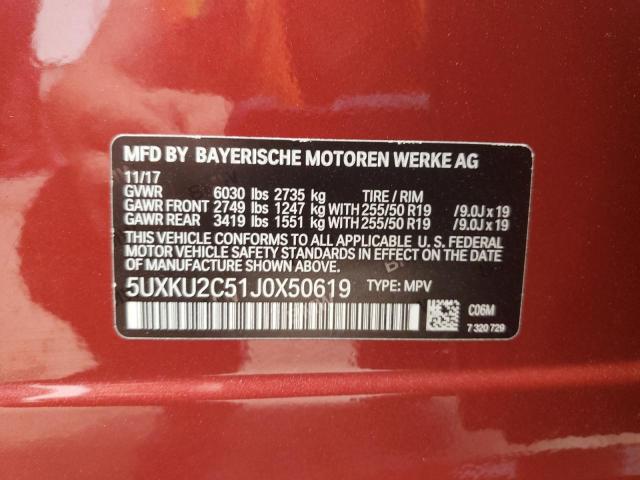 MFD BY BAYERISCHE MOTOREN WERKE AG
11/17
GVWR 6030 lbs 2735 kg TIRE / RIM
GAWR FRONT 2749 lbs 1247 kg WITH 255/50 R19 /9.0J x 19
GAWR REAR 3419 lbs 1551 kg WITH 255/50 R19 /9.0J x 19
THIS VEHICLE CONFORMS TO ALL APPLICABLE U. S. FEDERAL
MOTOR VEHICLE SAFETY STANDARDS IN EFFECT ON THE
DATE OF MANUFACTURE SHOWN ABOVE.
5UXKU2C51J0X50619 TYPE: MPV
C06M
7 320 729